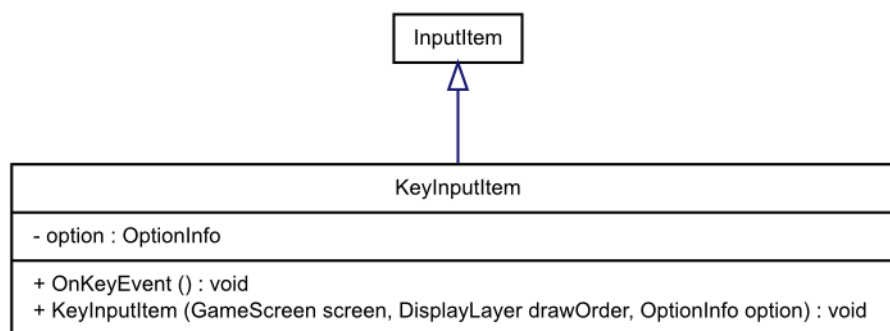 InputItem
KeyInputItem
- option : OptionInfo
+ OnKeyEvent () : void
+ KeyInputItem (GameScreen screen, DisplayLayer drawOrder, OptionInfo option) : void